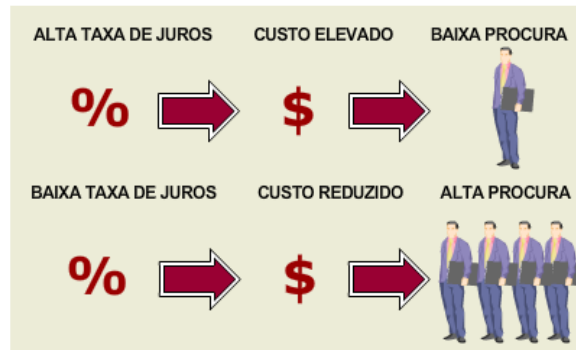 ALTA TAXA DE JUROS CUSTO ELEVADO BAIXA PROCURA
% $
BAIXA TAXA DE JUROS CUSTO REDUZIDO ALTA PROCURA
% $